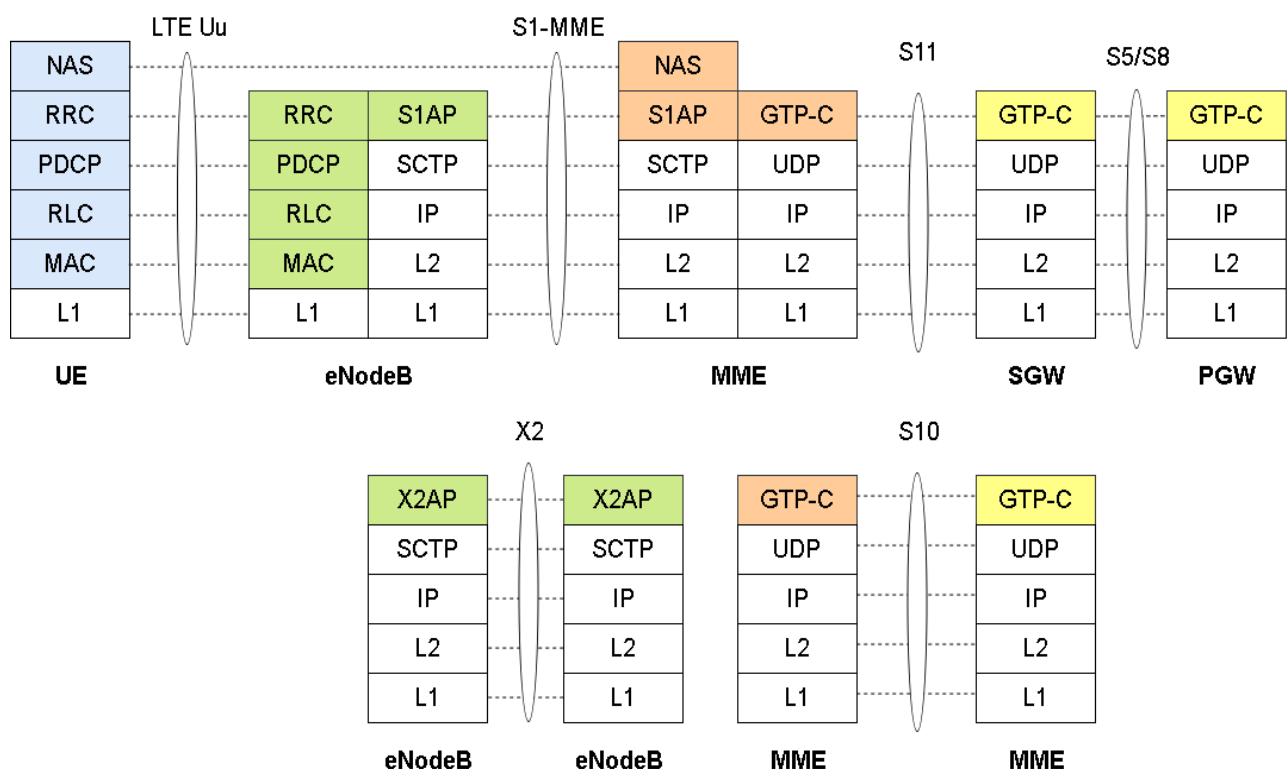 LTE Uu S1-MME S11 S5/S8
NAS NAS
RRC RRC S1AP S1AP GTP-C GTP-C GTP-C
PDCP PDCP SCTP SCTP UDP UDP UDP
RLC RLC IP IP IP IP IP
MAC MAC L2 L2 L2 L2 L2
L1 L1 L1 L1 L1 L1 L1
UE eNodeB MME SGW PGW
X2 S10
X2AP X2AP GTP-C GTP-C
SCTP SCTP UDP UDP
IP IP IP IP
L2 L2 L2 L2
L1 L1 L1 L1
eNodeB eNodeB MME MME